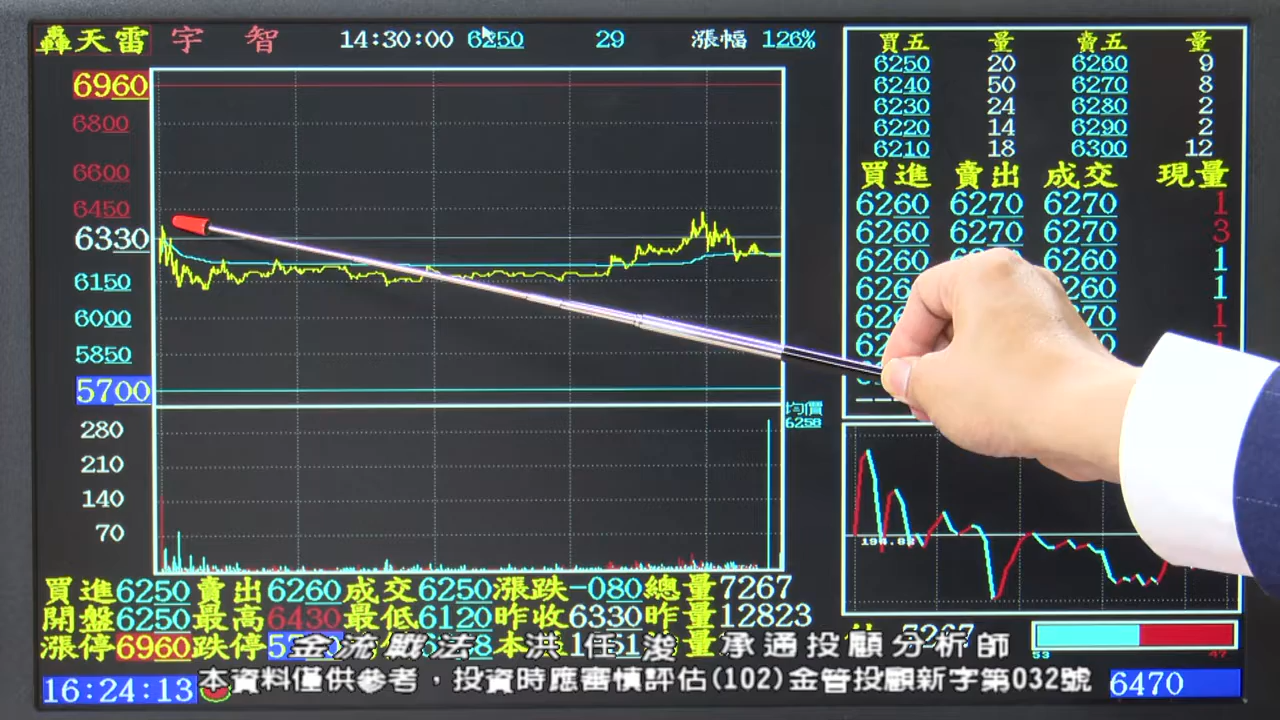 轟天雷 宇 智 14:30:00 6250 29 漲幅 1.26%
6960
6800
6600
6450
6330
6150
6000
5850
5700
280
210
140
70
均價
6258
買五 量 賣五 量
6250 20 6260 9
6240 50 6270 8
6230 24 6280 2
6220 14 6290 2
6210 18 6300 12
買進 賣出 成交 現量
6260 6270 6270 1
6260 6270 6270 3
6260 6260 1
1
194.82
買進6250賣出6260成交6250漲跌-080總量7267
開盤6250最高6430最低6120昨收6330昨量12823
漲停6960跌停
7267
53 47
金流戰法 洪任浚 承通投顧分析師
本資料僅供參考，投資時應審慎評估(102)金管投顧新字第032號
16:24:13 6470